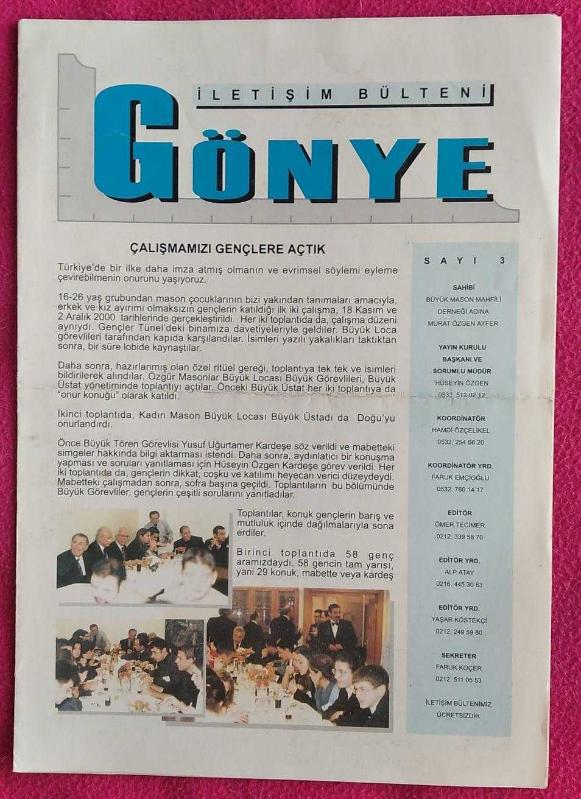 İLETİŞİM BÜLTENİ
GÖNYE
ÇALIŞMAMIZI GENÇLERE AÇTIK
Türkiye'de bir ilke daha imza atmış olmanın ve evrimsel söylemi eyleme
çevirebilmenin onurunu yaşıyoruz.
16-26 yaş grubundan mason çocuklarının bizi yakından tanımaları amacıyla,
erkek ve kız ayırımı olmaksızın gençlerin katıldığı ilk iki çalışma, 18 Kasım ve
2 Aralık 2000 tarihlerinde gerçekleştirildi. Her iki toplantıda da, çalışma düzeni
aynıydı. Gençler Tünel'deki binamıza davetiyeleriyle geldiler. Büyük Loca
görevlileri tarafından kapıda karşılandılar. İsimleri yazılı yakalıkları taktıktan
sonra, bir süre lobide kaynaştılar.
Daha sonra, hazırlanmış olan özel ritüel gereği, toplantıya tek tek ve isimleri
bildirilerek alındılar. Özgür Masonlar Büyük Locası Büyük Görevlileri, Büyük
Üstat yönetiminde toplantıyı açtılar. Önceki Büyük Üstat her iki toplantıya da
"onur konuğu" olarak katıldı.
İkinci toplantıda, Kadın Mason Büyük Locası Büyük Üstadı da Doğu'yu
onurlandırdı.
Önce Büyük Tören Görevlisi Yusuf Uğurtamer Kardeşe söz verildi ve mabetteki
simgeler hakkında bilgi aktarması istendi. Daha sonra, aydınlatıcı bir konuşma
yapması ve soruları yanıtlaması için Hüseyin Özgen Kardeşe görev verildi. Her
iki toplantıda da, gençlerin dikkat, coşku ve katılımı heyecan verici düzeydeydi.
Mabetteki çalışmadan sonra, sofra başına geçildi. Toplantıların bu bölümünde
Büyük Görevliler, gençlerin çeşitli sorularını yanıtladılar.
Toplantılar, konuk gençlerin barış ve
mutluluk içinde dağılmalarıyla sona
erdiler.
Birinci toplantıda 58 genç
aramızdaydı. 58 gencin tam yarısı,
yani 29 konuk, mabette veya kardeş
SAYI 3
SAHİBİ
BÜYÜK MASON MAHFİLİ
DERNEĞİ ADINA
MURAT ÖZGEN AYFER
YAYIN KURULU
BAŞKANI VE
SORUMLU MÜDÜR
HÜSEYİN ÖZGEN
0533. 512 02 12
KOORDİNATÖR
HAMDİ ÖZÇELİKEL
0532. 254 66 20
KOORDİNATÖR YRD.
FARUK EMÇİOĞLU
0532. 760 14 17
EDİTÖR
ÖMER TECİMER
0212. 339 58 70
EDİTÖR YRD.
ALP ATAY
0216. 445 30 63
EDİTÖR YRD.
YAŞAR KÖSTEKÇİ
0212. 249 59 80
SEKRETER
FARUK KOÇER
0212. 511 05 53
İLETİŞİM BÜLTENİMİZ
ÜCRETSİZDİR.